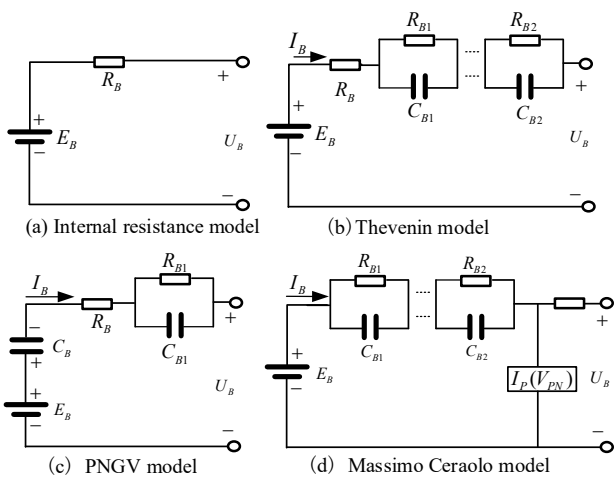 R_B
+
+
E_B
−
U_B
−
(a) Internal resistance model
I_B
R_B1
R_B2
R_B
C_B1
C_B2
+
+
E_B
−
U_B
−
(b) Thevenin model
I_B
R_B1
R_B
C_B1
+
−
C_B
+
+
E_B
−
U_B
−
(c) PNGV model
I_B
R_B1
R_B2
C_B1
C_B2
+
+
E_B
−
I_P(V_PN)
U_B
−
(d) Massimo Ceraolo model